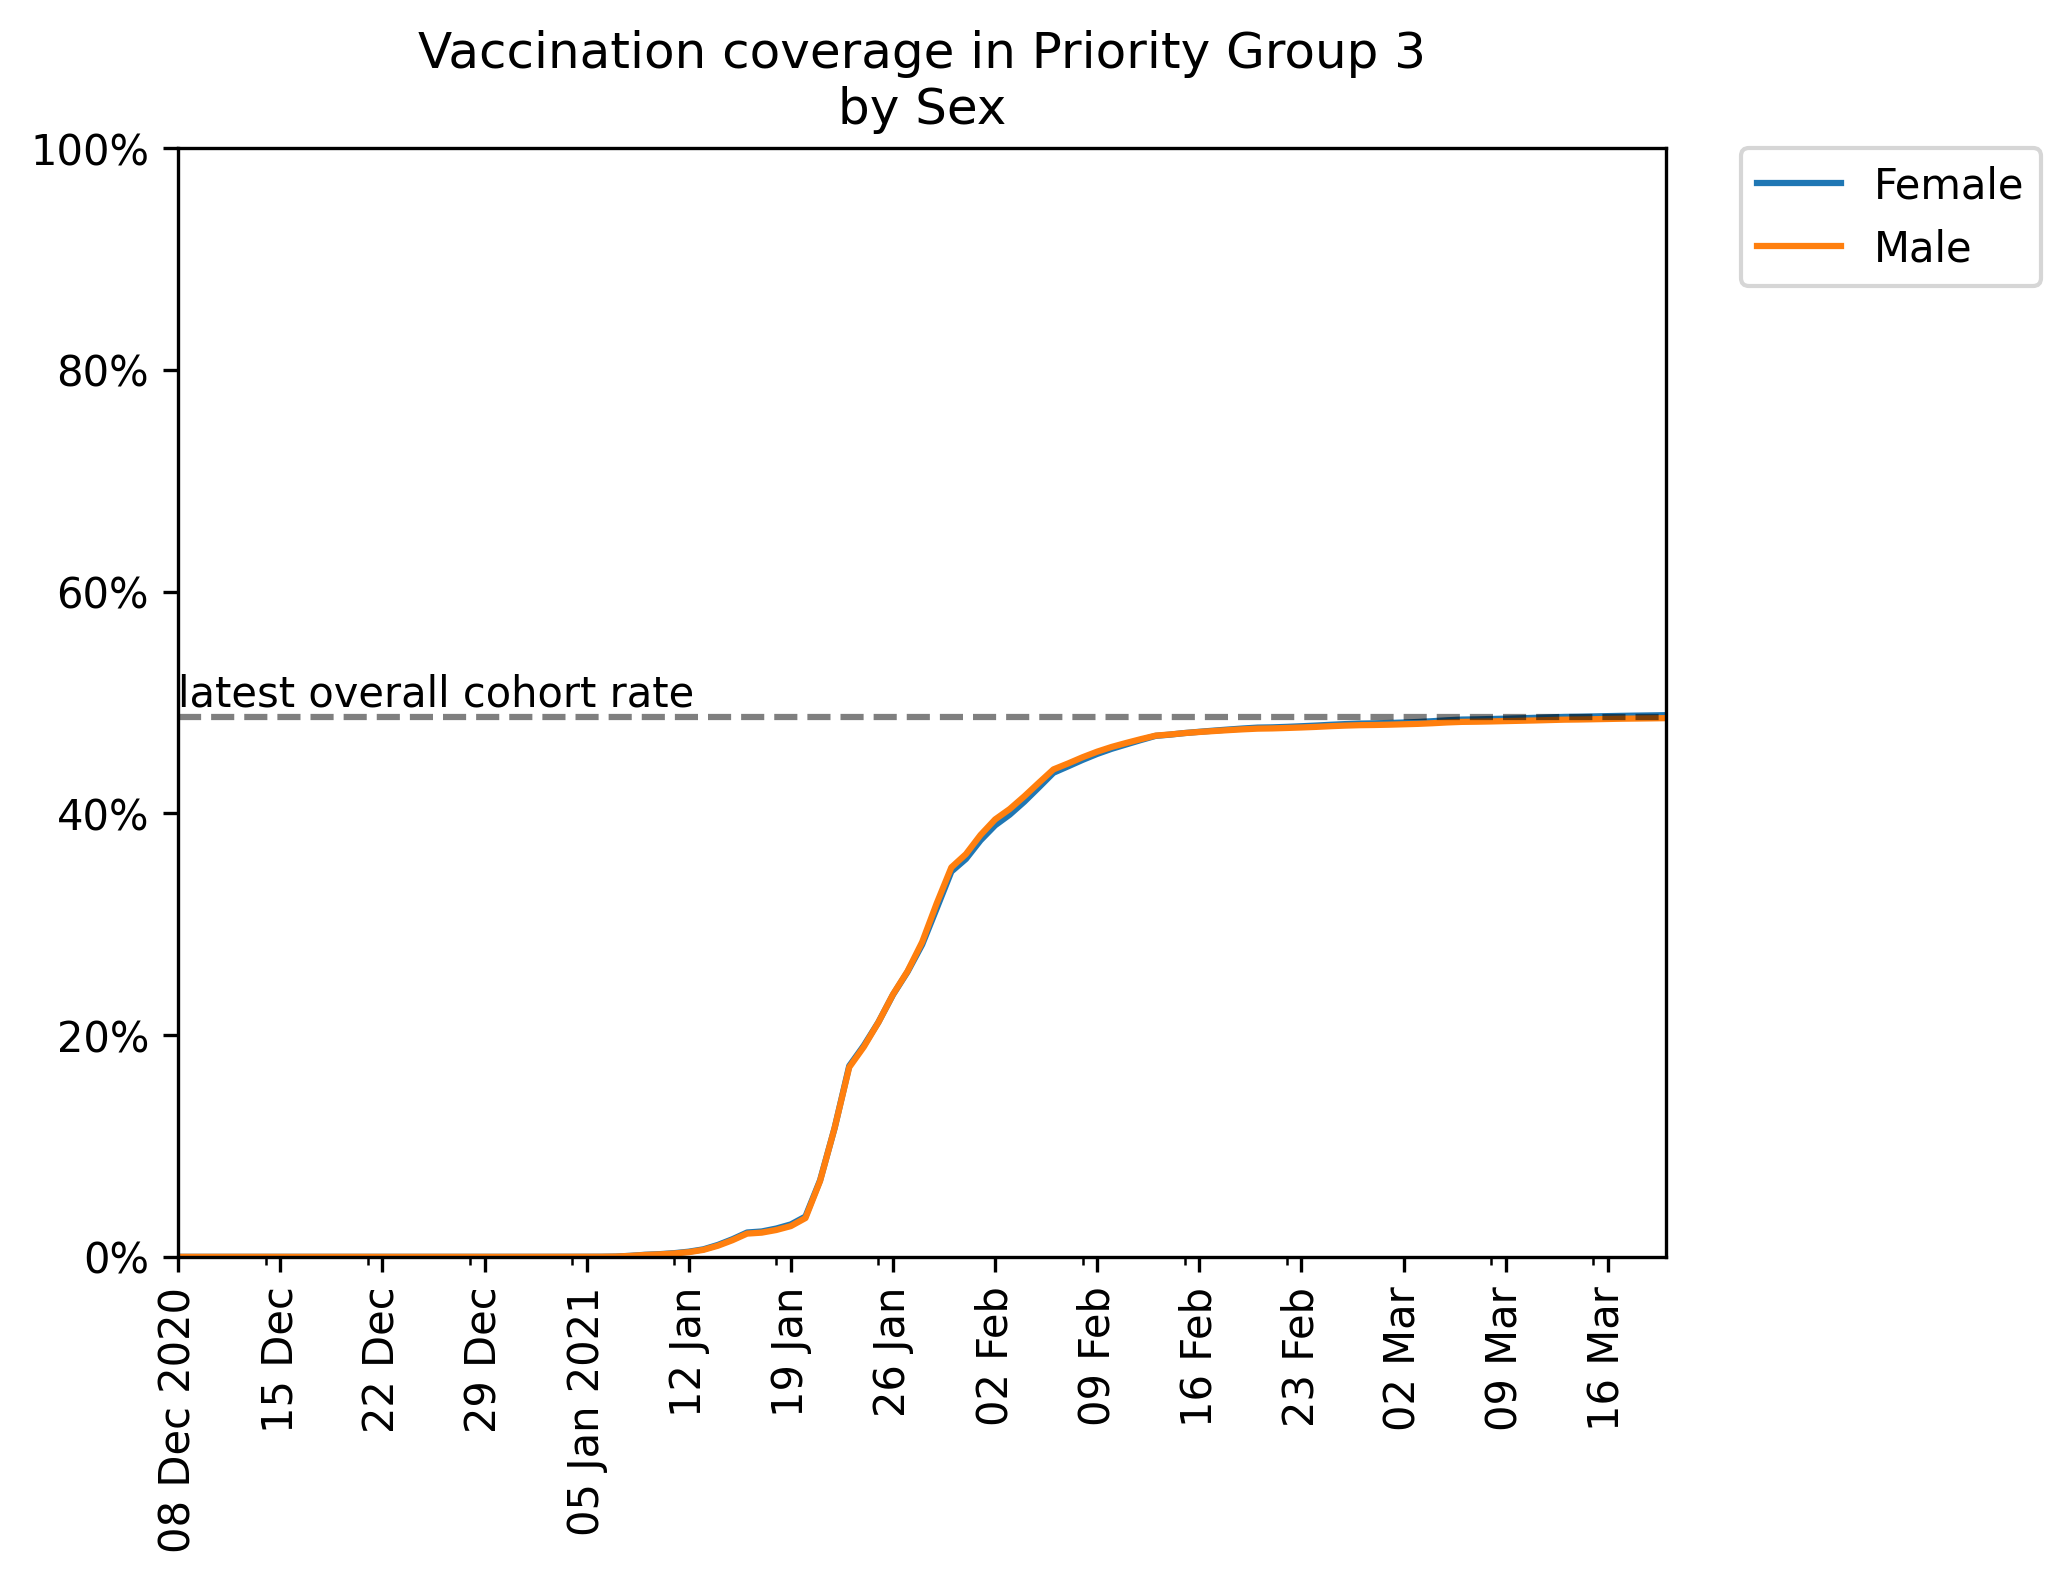 Vaccination coverage in Priority Group 3
by Sex
100%
80%
60%
40%
20%
0%
latest overall cohort rate
Female
Male
08 Dec 2020
15 Dec
22 Dec
29 Dec
05 Jan 2021
12 Jan
19 Jan
26 Jan
02 Feb
09 Feb
16 Feb
23 Feb
02 Mar
09 Mar
16 Mar